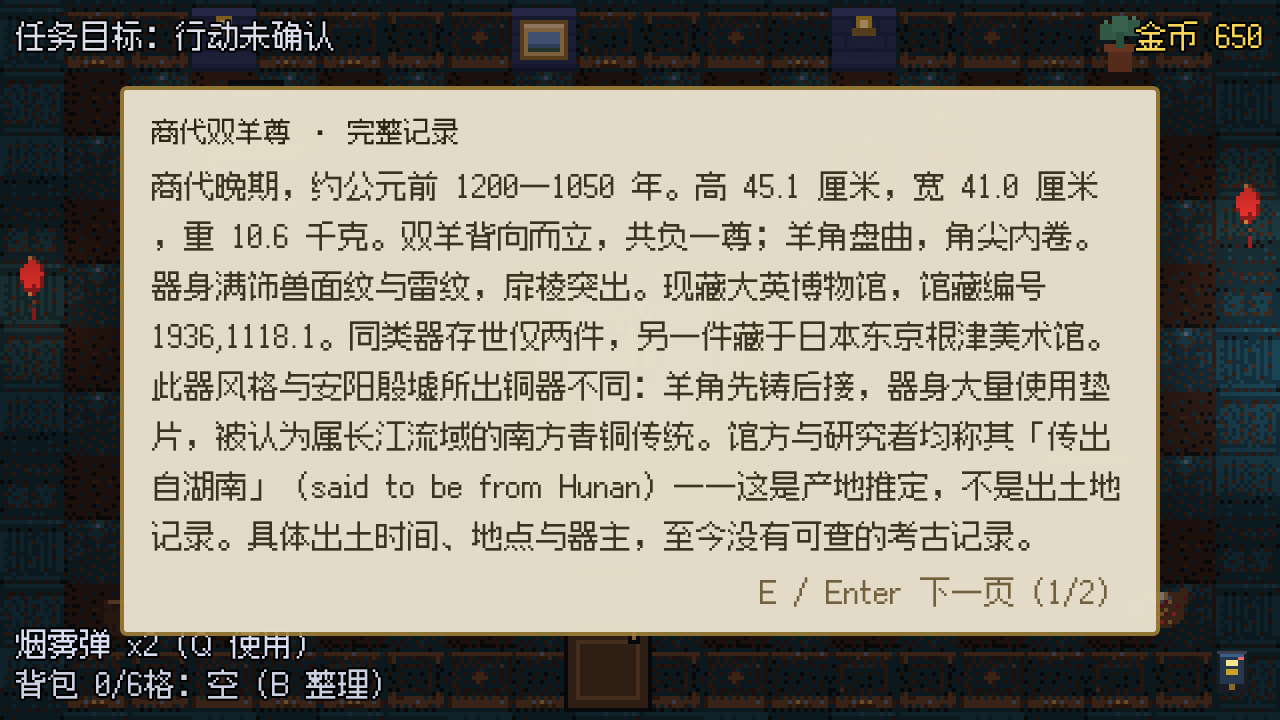 任务目标：行动未确认
金币 650
商代双羊尊 · 完整记录
商代晚期，约公元前 1200—1050 年。高 45.1 厘米，宽 41.0 厘米
，重 10.6 千克。双羊背向而立，共负一尊；羊角盘曲，角尖内卷。
器身满饰兽面纹与雷纹，扉棱突出。现藏大英博物馆，馆藏编号
1936,1118.1。同类器存世仅两件，另一件藏于日本东京根津美术馆。
此器风格与安阳殷墟所出铜器不同：羊角先铸后接，器身大量使用垫
片，被认为属长江流域的南方青铜传统。馆方与研究者均称其「传出
自湖南」（said to be from Hunan）——这是产地推定，不是出土地
记录。具体出土时间、地点与器主，至今没有可查的考古记录。
E / Enter 下一页（1/2）
烟雾弹 x2（Q 使用）
背包 0/6格：空（B 整理）